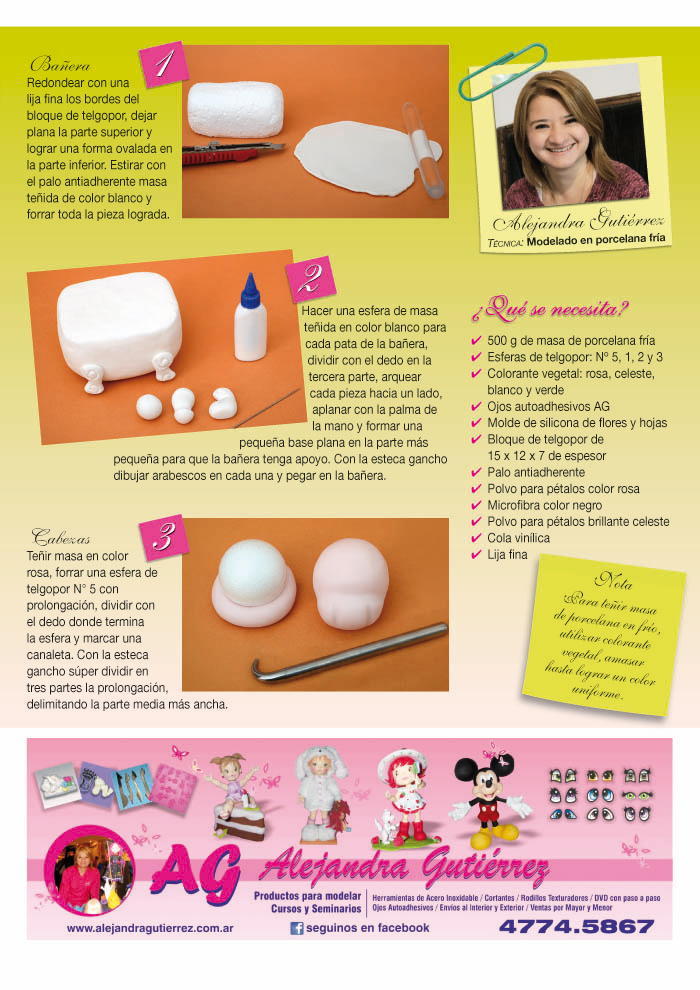 Bañera
1
Redondear con una
lija fina los bordes del
bloque de telgopor, dejar
plana la parte superior y
lograr una forma ovalada en
la parte inferior. Estirar con
el palo antiadherente masa
teñida de color blanco y
forrar toda la pieza lograda.
Alejandra Gutiérrez
TÉCNICA: Modelado en porcelana fría
2
Hacer una esfera de masa
teñida en color blanco para
cada pata de la bañera,
dividir con el dedo en la
tercera parte, arquear
cada pieza hacia un lado,
aplanar con la palma de
la mano y formar una
pequeña base plana en la parte más
pequeña para que la bañera tenga apoyo. Con la esteca gancho
dibujar arabescos en cada una y pegar en la bañera.
¿Qué se necesita?
✔ 500 g de masa de porcelana fría
✔ Esferas de telgopor: Nº 5, 1, 2 y 3
✔ Colorante vegetal: rosa, celeste,
blanco y verde
✔ Ojos autoadhesivos AG
✔ Molde de silicona de flores y hojas
✔ Bloque de telgopor de
15 x 12 x 7 de espesor
✔ Palo antiadherente
✔ Polvo para pétalos color rosa
✔ Microfibra color negro
✔ Polvo para pétalos brillante celeste
✔ Cola vinílica
✔ Lija fina
Cabezas
3
Teñir masa en color
rosa, forrar una esfera de
telgopor N° 5 con
prolongación, dividir con
el dedo donde termina
la esfera y marcar una
canaleta. Con la esteca
gancho súper dividir en
tres partes la prolongación,
delimitando la parte media más ancha.
Nota
Para teñir masa
de porcelana en frío,
utilizar colorante
vegetal, amasar
hasta lograr un color
uniforme.
AG Alejandra Gutiérrez
Productos para modelar
Cursos y Seminarios
Herramientas de Acero Inoxidable / Cortantes / Rodillos Texturadores / DVD con paso a paso
Ojos Autoadhesivos / Envíos al Interior y Exterior / Ventas por Mayor y Menor
www.alejandragutierrez.com.ar
f seguinos en facebook
4774.5867